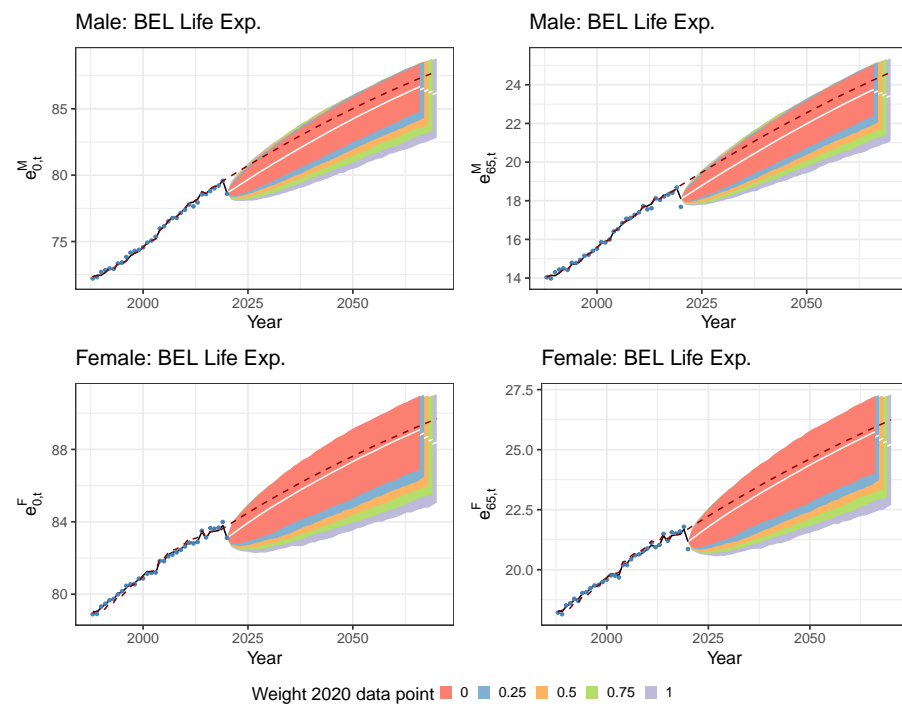 Male: BEL Life Exp.
Male: BEL Life Exp.
e^M_0,t
85
80
75
2000
2025
2050
Year
e^M_65,t
24
22
20
18
16
14
2000
2025
2050
Year
Female: BEL Life Exp.
Female: BEL Life Exp.
e^F_0,t
88
84
80
2000
2025
2050
Year
e^F_65,t
27.5
25.0
22.5
20.0
2000
2025
2050
Year
Weight 2020 data point 0 0.25 0.5 0.75 1